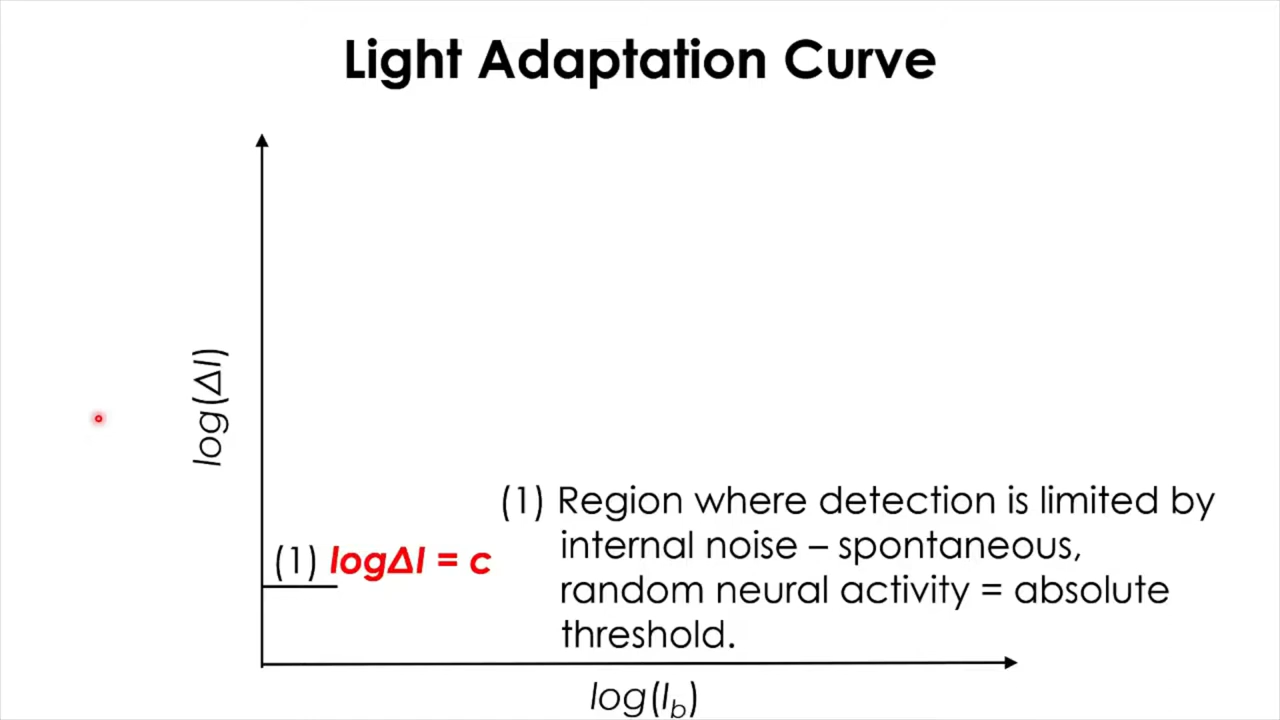 Light Adaptation Curve
log(ΔI)
(1) logΔI = c
(1) Region where detection is limited by
internal noise – spontaneous,
random neural activity = absolute
threshold.
log(I_b)